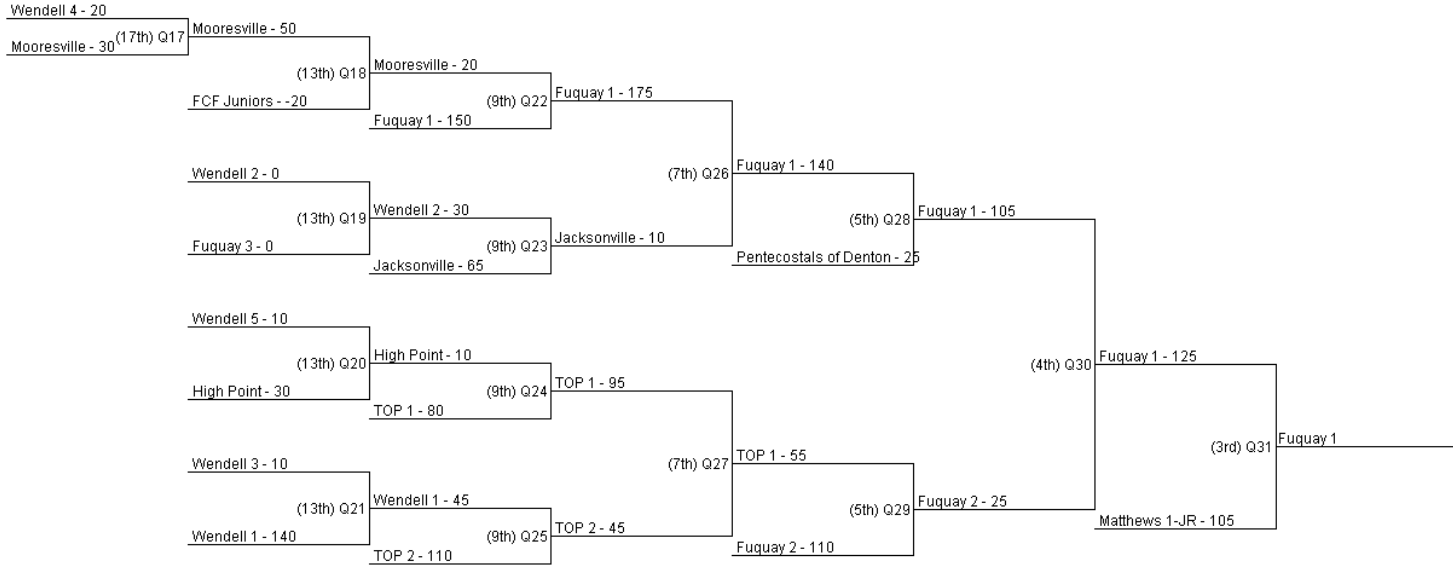 Wendell 4 - 20
Mooresville - 50
Mooresville - 30
(17th) Q17
Mooresville - 20
(13th) Q18
Fuquay 1 - 175
FCF Juniors - -20
(9th) Q22
Fuquay 1 - 150
Fuquay 1 - 140
Wendell 2 - 0
(7th) Q26
Wendell 2 - 30
(13th) Q19
Fuquay 1 - 105
(5th) Q28
Fuquay 3 - 0
(9th) Q23
Jacksonville - 10
Jacksonville - 65
Pentecostals of Denton - 25
Wendell 5 - 10
High Point - 10
(13th) Q20
Fuquay 1 - 125
(4th) Q30
High Point - 30
(9th) Q24
TOP 1 - 95
TOP 1 - 80
Fuquay 1
(3rd) Q31
Wendell 3 - 10
(7th) Q27
TOP 1 - 55
Wendell 1 - 45
(13th) Q21
Fuquay 2 - 25
(5th) Q29
Wendell 1 - 140
(9th) Q25
TOP 2 - 45
Matthews 1-JR - 105
TOP 2 - 110
Fuquay 2 - 110